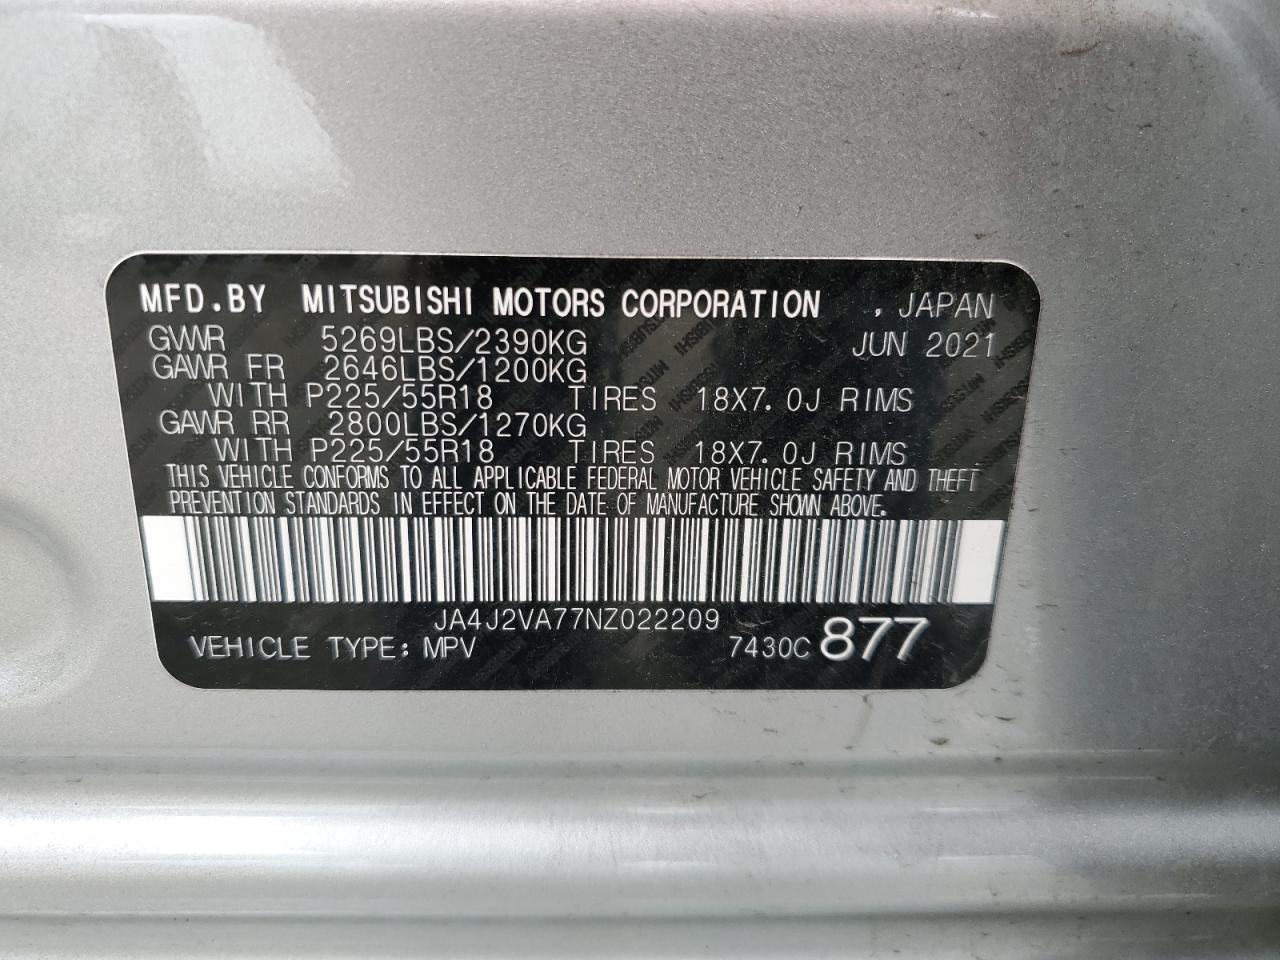 MFD.BY MITSUBISHI MOTORS CORPORATION , JAPAN
GVWR 5269LBS/2390KG JUN 2021
GAWR FR 2646LBS/1200KG
WITH P225/55R18 TIRES 18X7.0J RIMS
GAWR RR 2800LBS/1270KG
WITH P225/55R18 TIRES 18X7.0J RIMS
THIS VEHICLE CONFORMS TO ALL APPLICABLE FEDERAL MOTOR VEHICLE SAFETY AND THEFT
PREVENTION STANDARDS IN EFFECT ON THE DATE OF MANUFACTURE SHOWN ABOVE.
JA4J2VA77NZ022209
VEHICLE TYPE: MPV 7430C 877